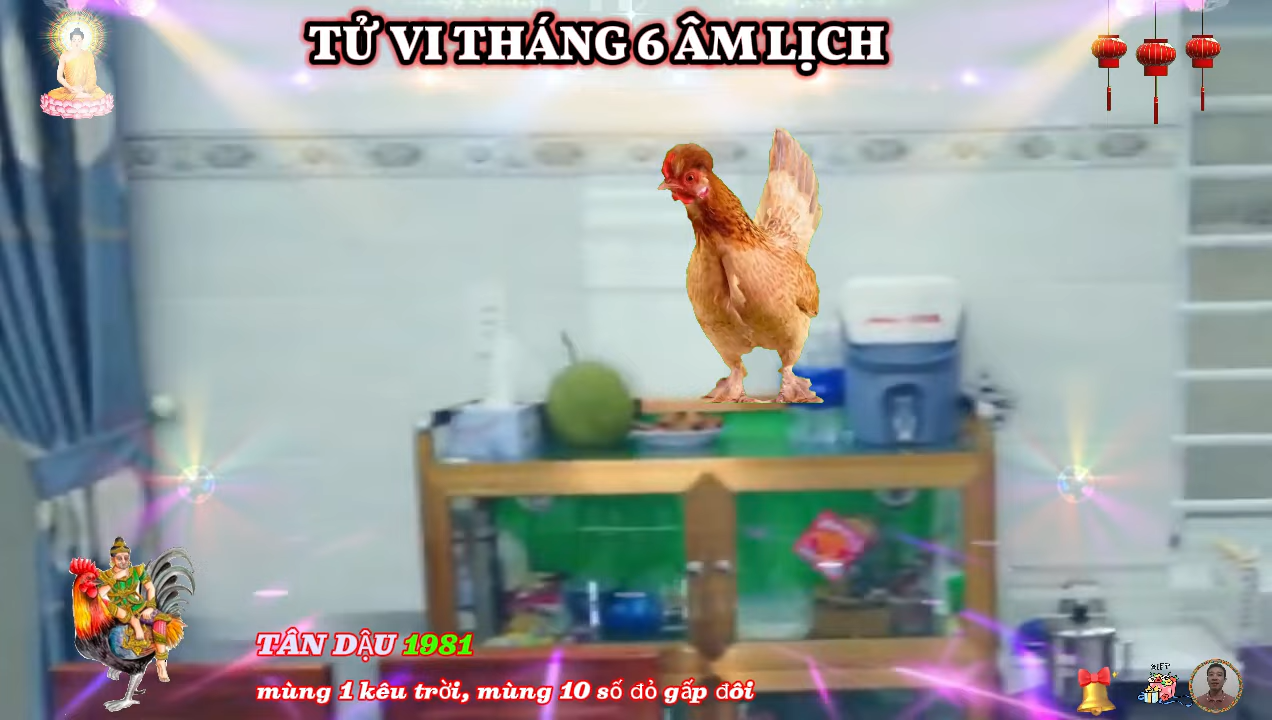 TỬ VI THÁNG 6 ÂM LỊCH
TÂN DẬU 1981
mùng 1 kêu trời, mùng 10 số đỏ gấp đôi